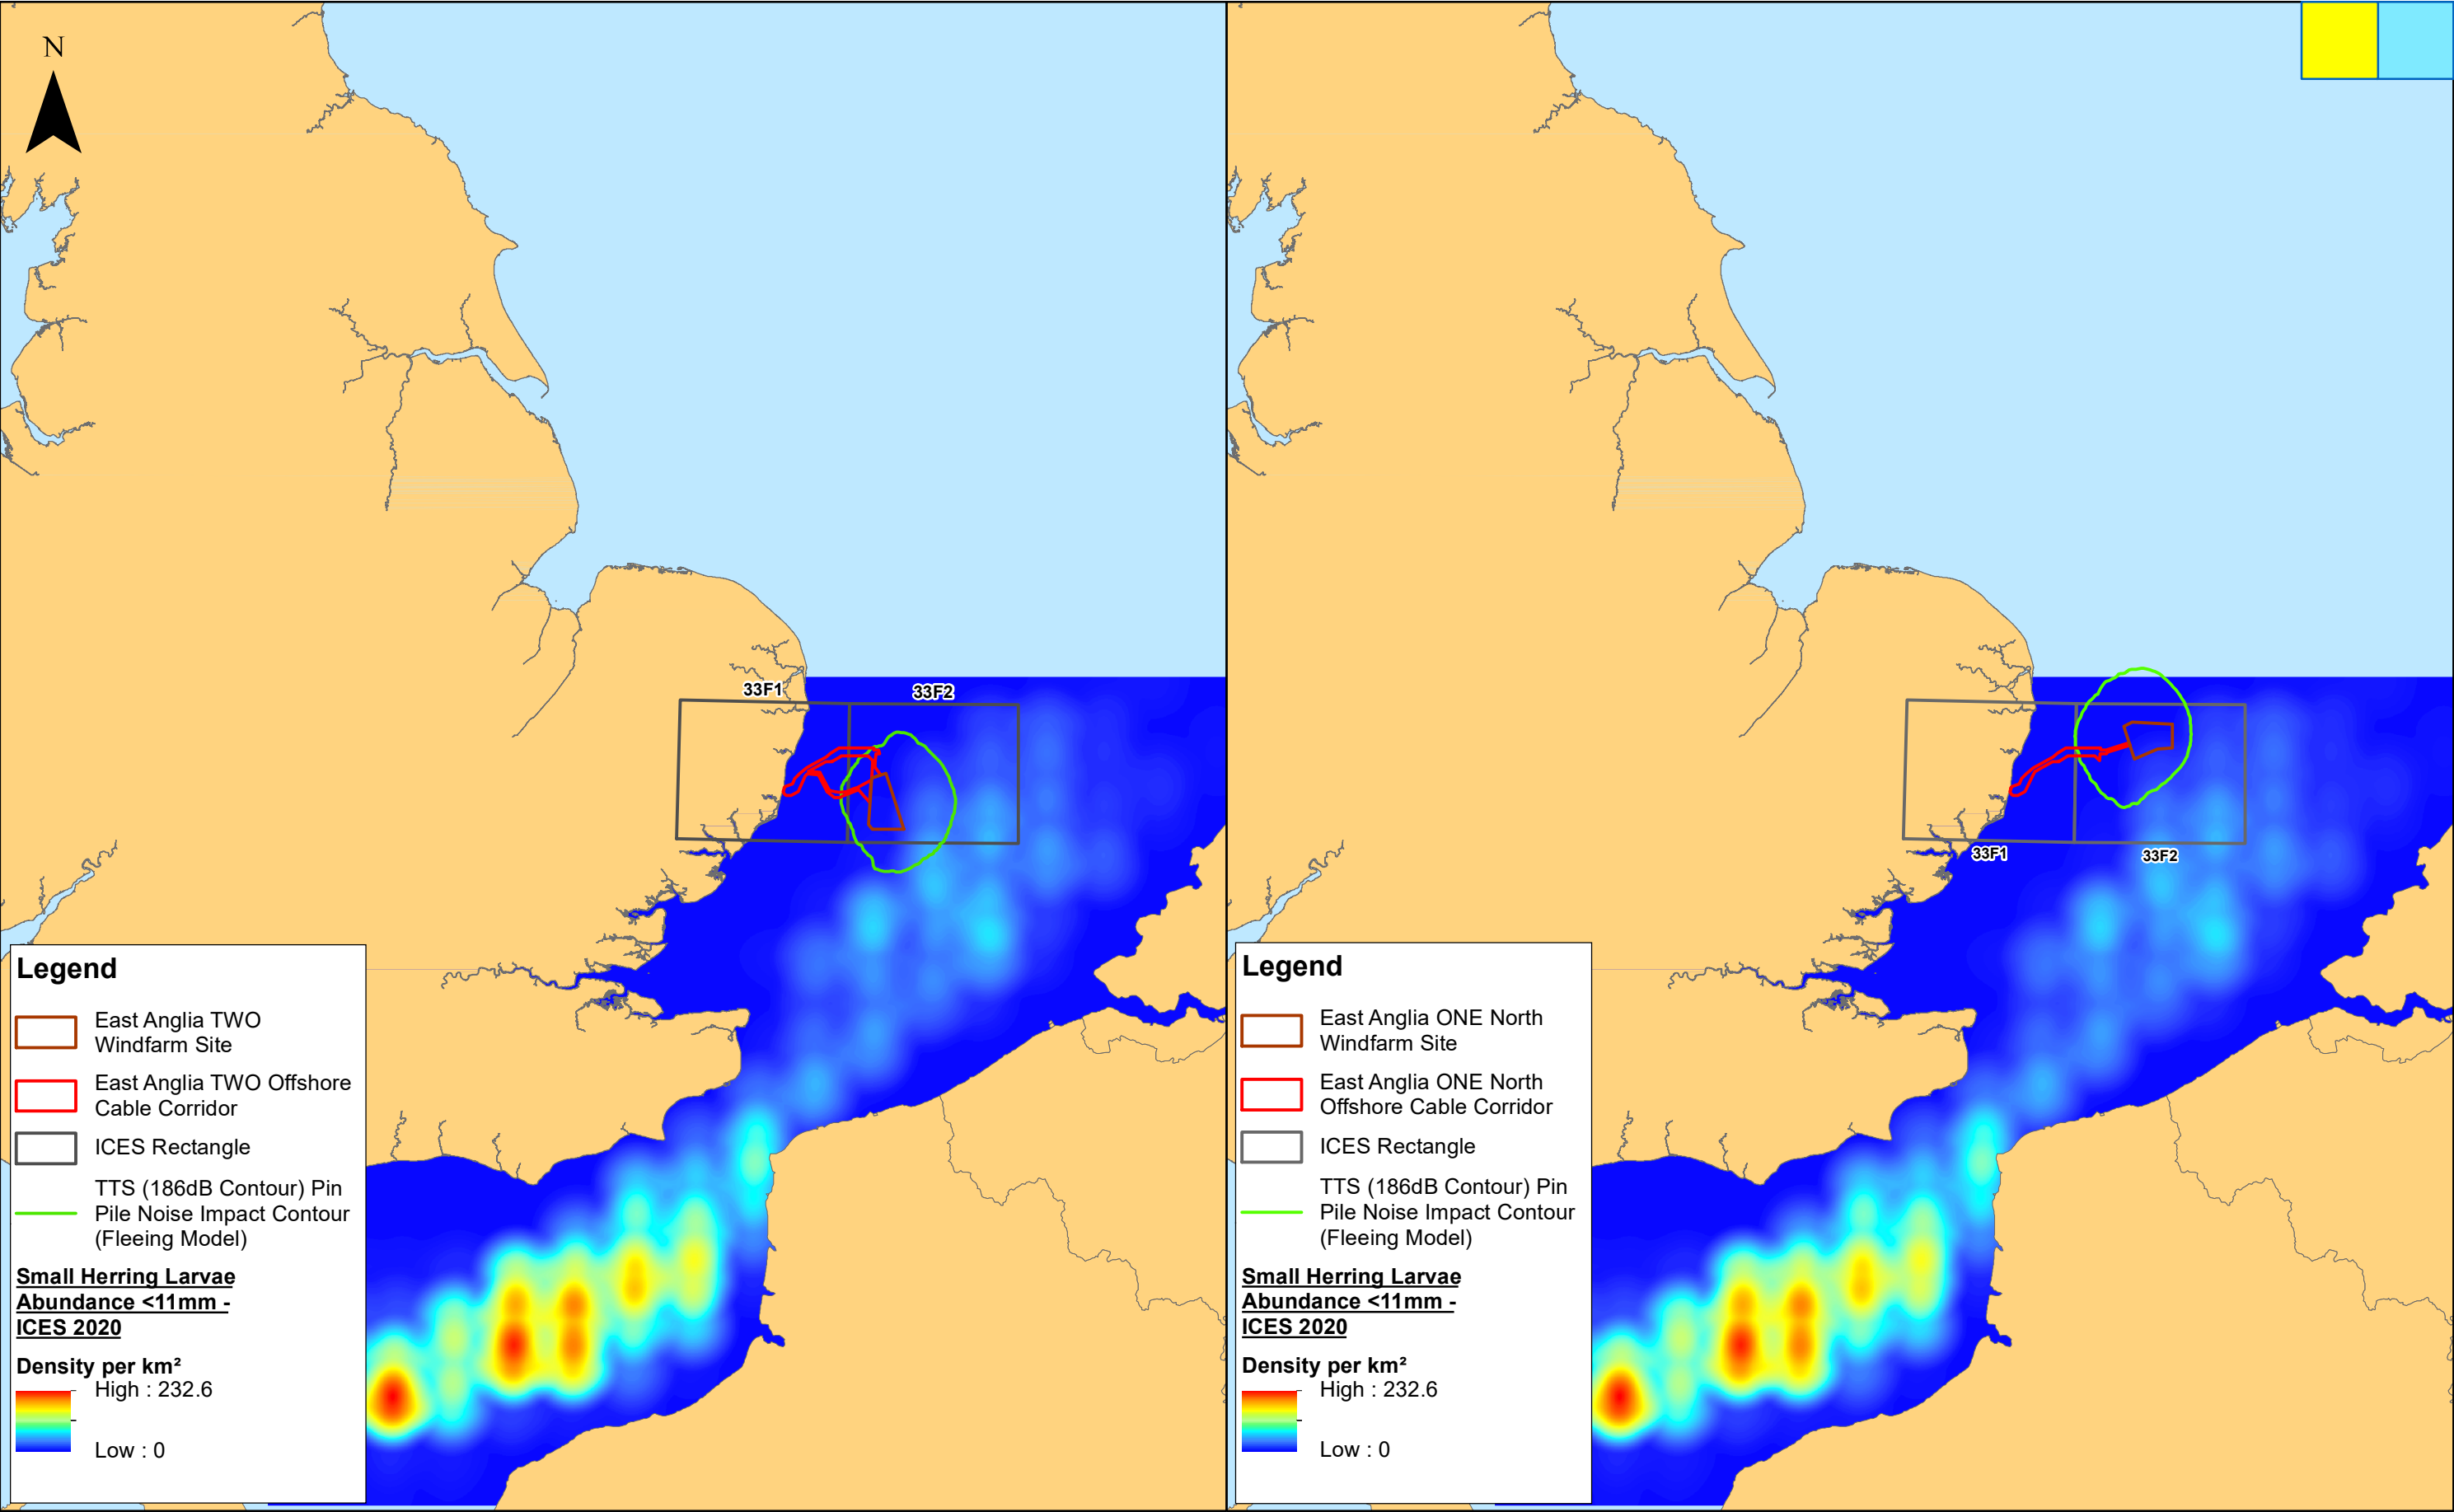 N
33F1
33F2
Legend
East Anglia TWO
Windfarm Site
East Anglia TWO Offshore
Cable Corridor
ICES Rectangle
TTS (186dB Contour) Pin
Pile Noise Impact Contour
(Fleeing Model)
Small Herring Larvae
Abundance <11mm -
ICES 2020
Density per km²
High : 232.6
Low : 0
33F1
33F2
Legend
East Anglia ONE North
Windfarm Site
East Anglia ONE North
Offshore Cable Corridor
ICES Rectangle
TTS (186dB Contour) Pin
Pile Noise Impact Contour
(Fleeing Model)
Small Herring Larvae
Abundance <11mm -
ICES 2020
Density per km²
High : 232.6
Low : 0